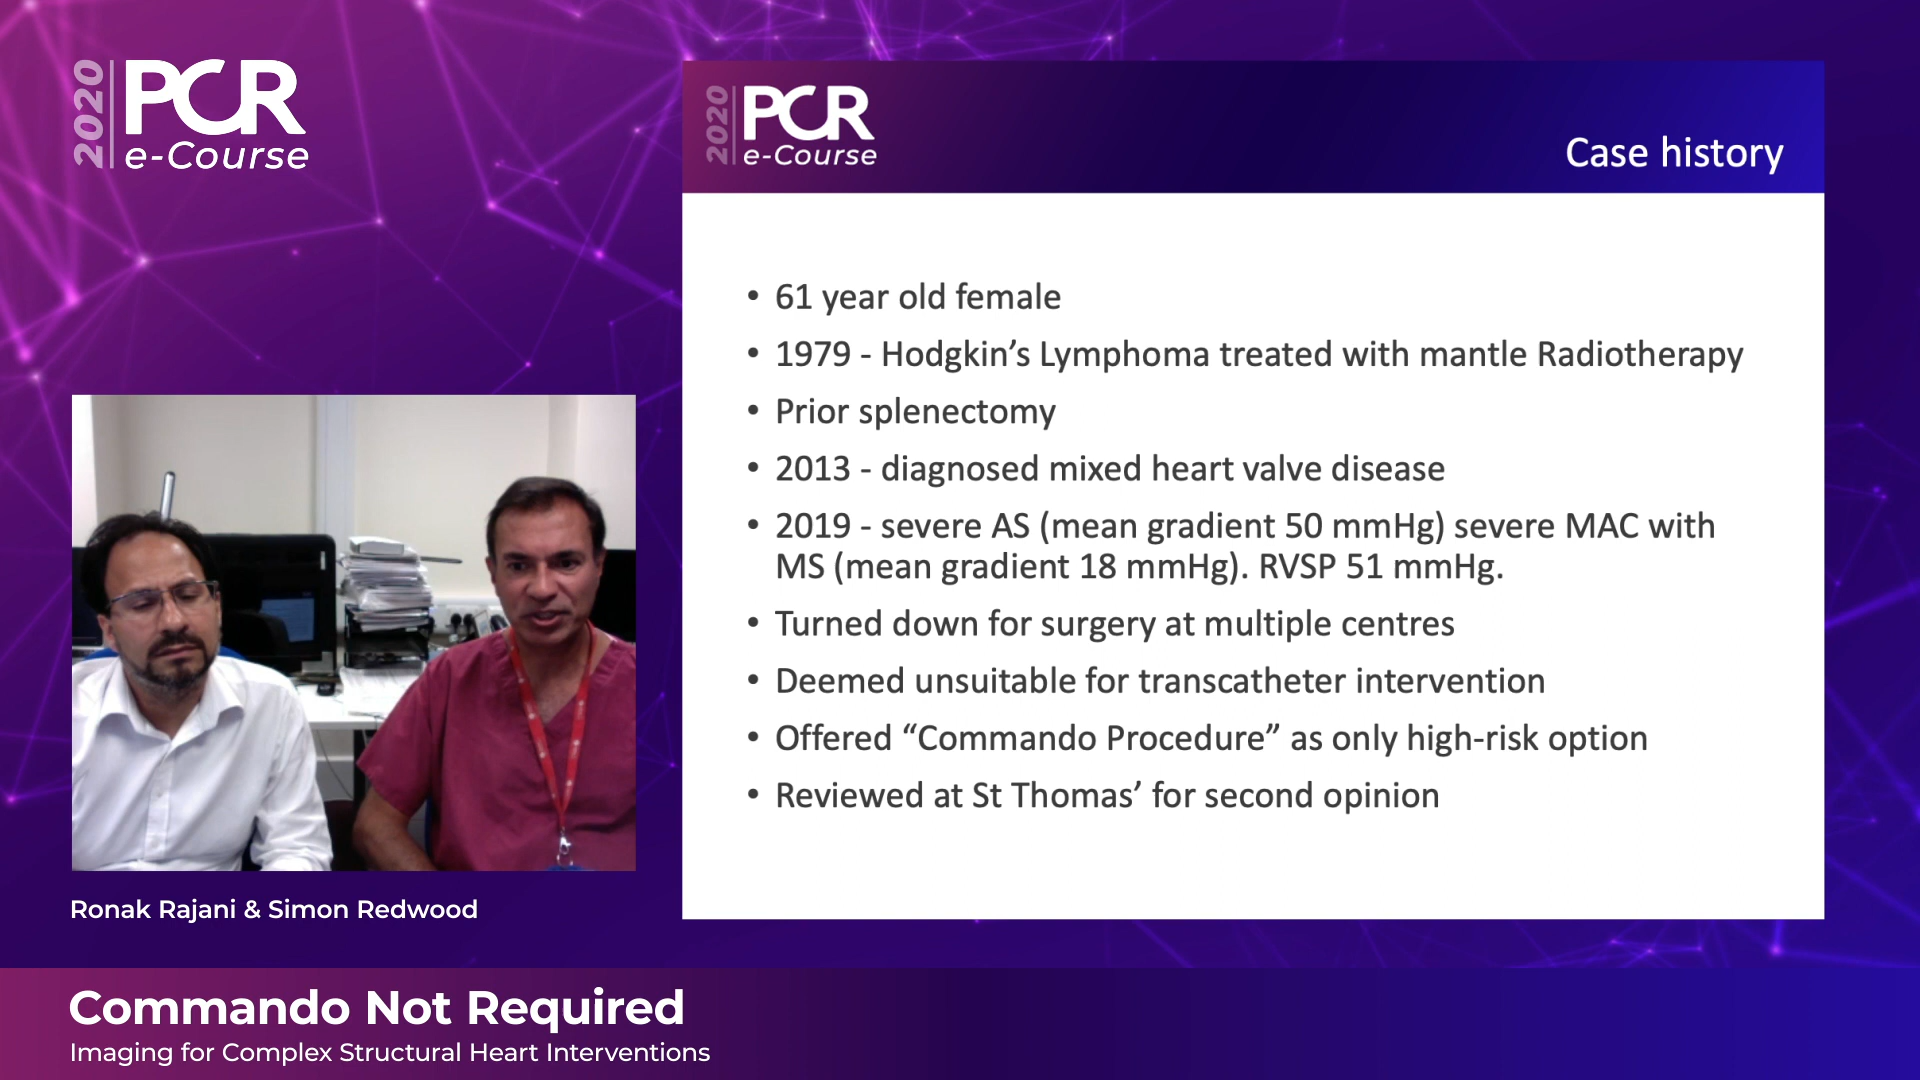 2020
PCR
e-Course
2020
PCR
e-Course
Case history
• 61 year old female
• 1979 - Hodgkin’s Lymphoma treated with mantle Radiotherapy
• Prior splenectomy
• 2013 - diagnosed mixed heart valve disease
• 2019 - severe AS (mean gradient 50 mmHg) severe MAC with
MS (mean gradient 18 mmHg). RVSP 51 mmHg.
• Turned down for surgery at multiple centres
• Deemed unsuitable for transcatheter intervention
• Offered “Commando Procedure” as only high-risk option
• Reviewed at St Thomas’ for second opinion
Ronak Rajani & Simon Redwood
Commando Not Required
Imaging for Complex Structural Heart Interventions